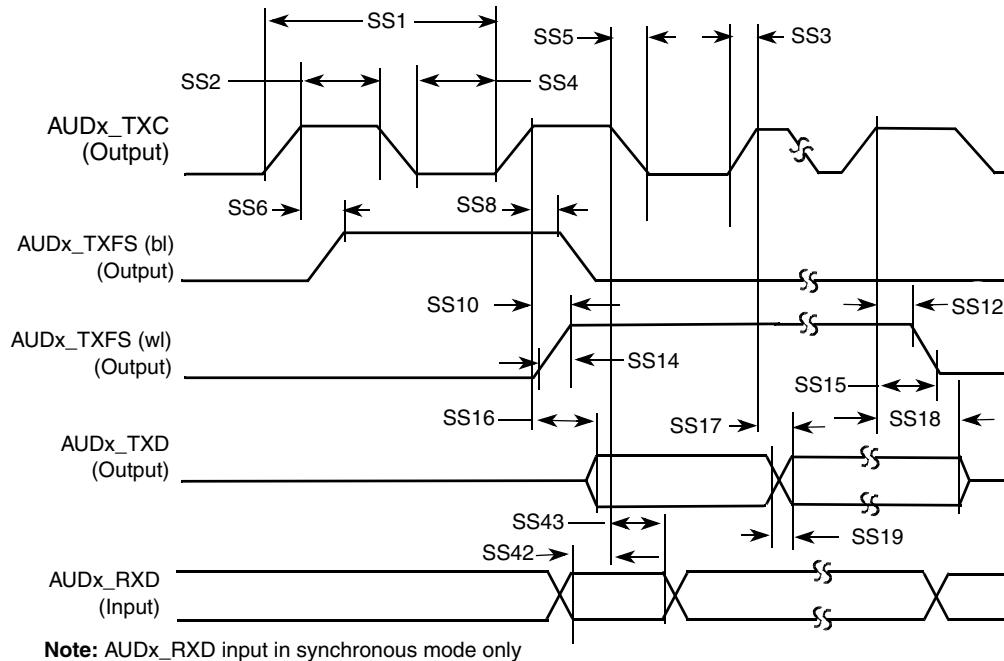 SS1
SS5
SS3
SS2
SS4
AUDx_TXC
(Output)
SS6
SS8
AUDx_TXFS (bl)
(Output)
SS10
SS12
AUDx_TXFS (wl)
(Output)
SS14
SS15
SS16
SS17
SS18
AUDx_TXD
(Output)
SS43
SS19
SS42
AUDx_RXD
(Input)
Note: AUDx_RXD input in synchronous mode only